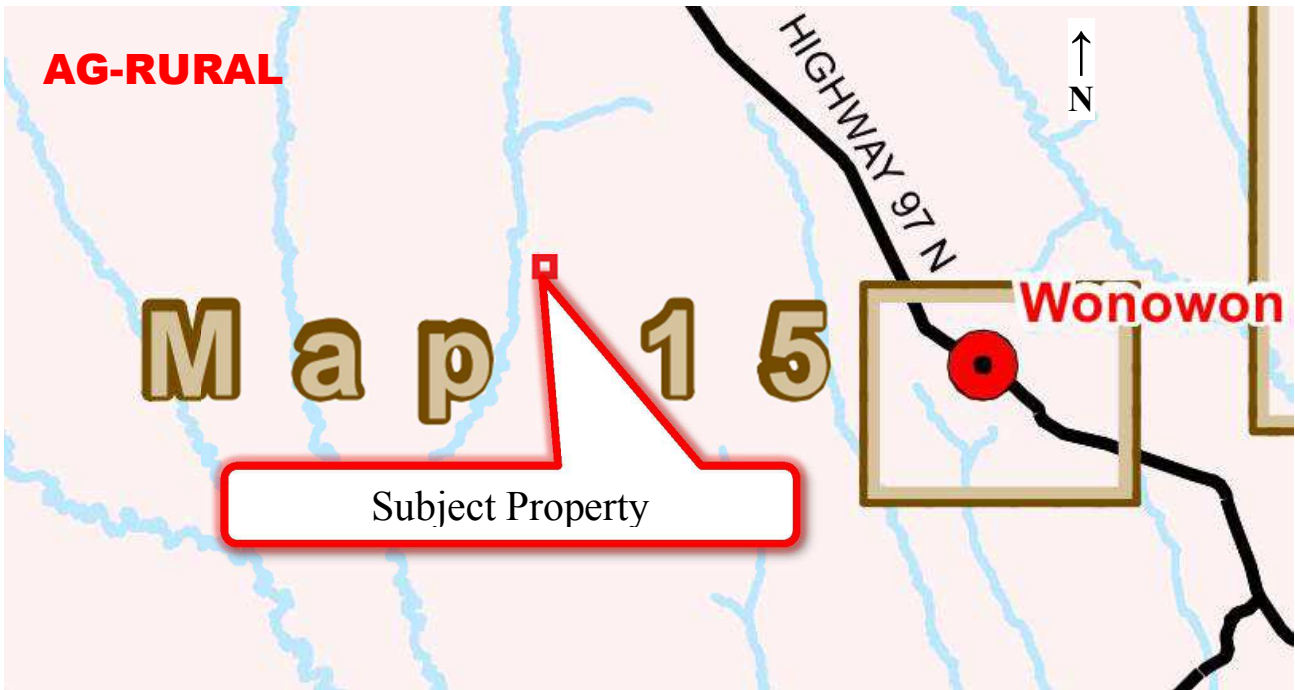 AG-RURAL
↑
N
HIGHWAY 97 N
Wonowon
Map 15
Subject Property